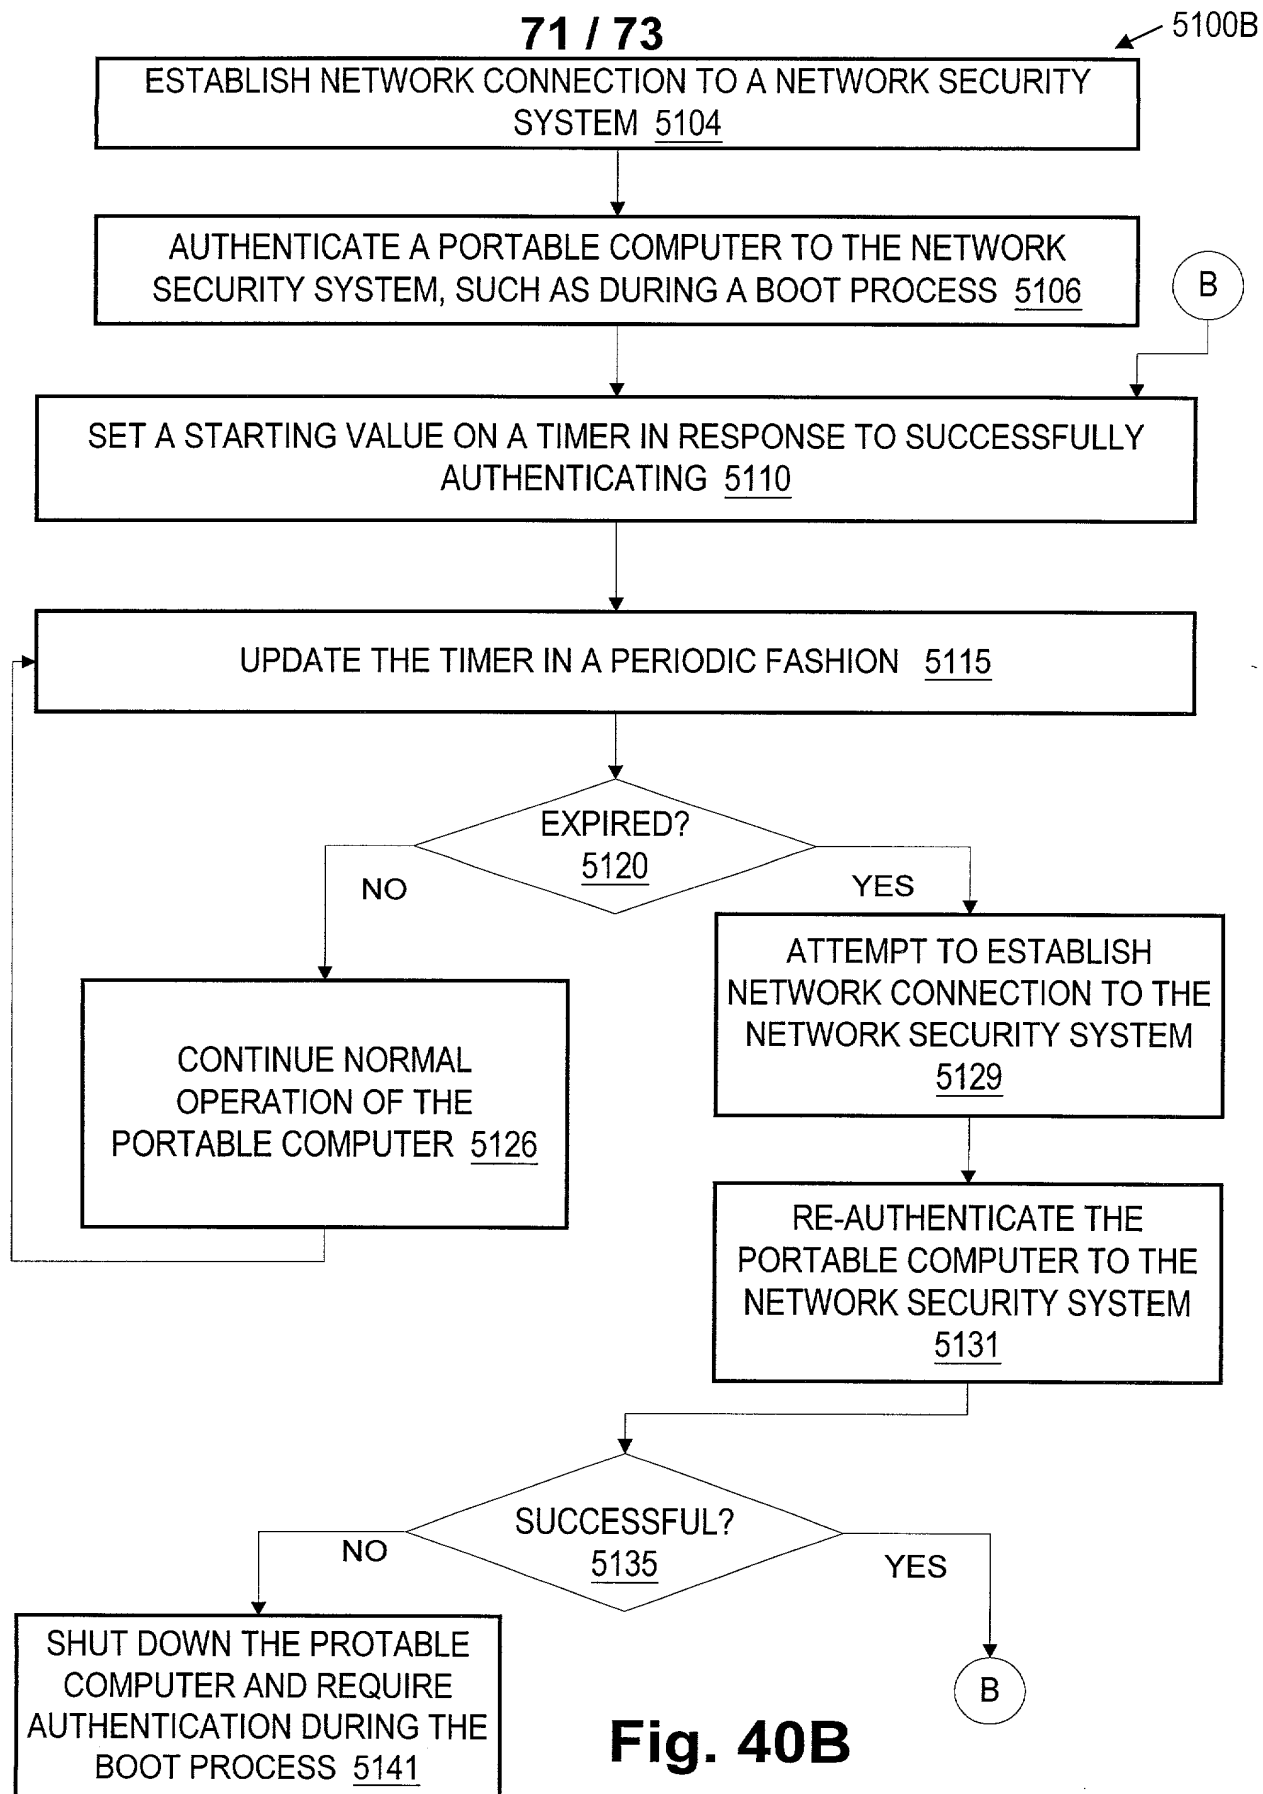 71 / 73
5100B
ESTABLISH NETWORK CONNECTION TO A NETWORK SECURITY
SYSTEM 5104
AUTHENTICATE A PORTABLE COMPUTER TO THE NETWORK
SECURITY SYSTEM, SUCH AS DURING A BOOT PROCESS 5106
B
SET A STARTING VALUE ON A TIMER IN RESPONSE TO SUCCESSFULLY
AUTHENTICATING 5110
UPDATE THE TIMER IN A PERIODIC FASHION 5115
EXPIRED?
5120
NO
YES
CONTINUE NORMAL
OPERATION OF THE
PORTABLE COMPUTER 5126
ATTEMPT TO ESTABLISH
NETWORK CONNECTION TO THE
NETWORK SECURITY SYSTEM
5129
RE-AUTHENTICATE THE
PORTABLE COMPUTER TO THE
NETWORK SECURITY SYSTEM
5131
SUCCESSFUL?
5135
NO
YES
SHUT DOWN THE PROTABLE
COMPUTER AND REQUIRE
AUTHENTICATION DURING THE
BOOT PROCESS 5141
B
Fig. 40B